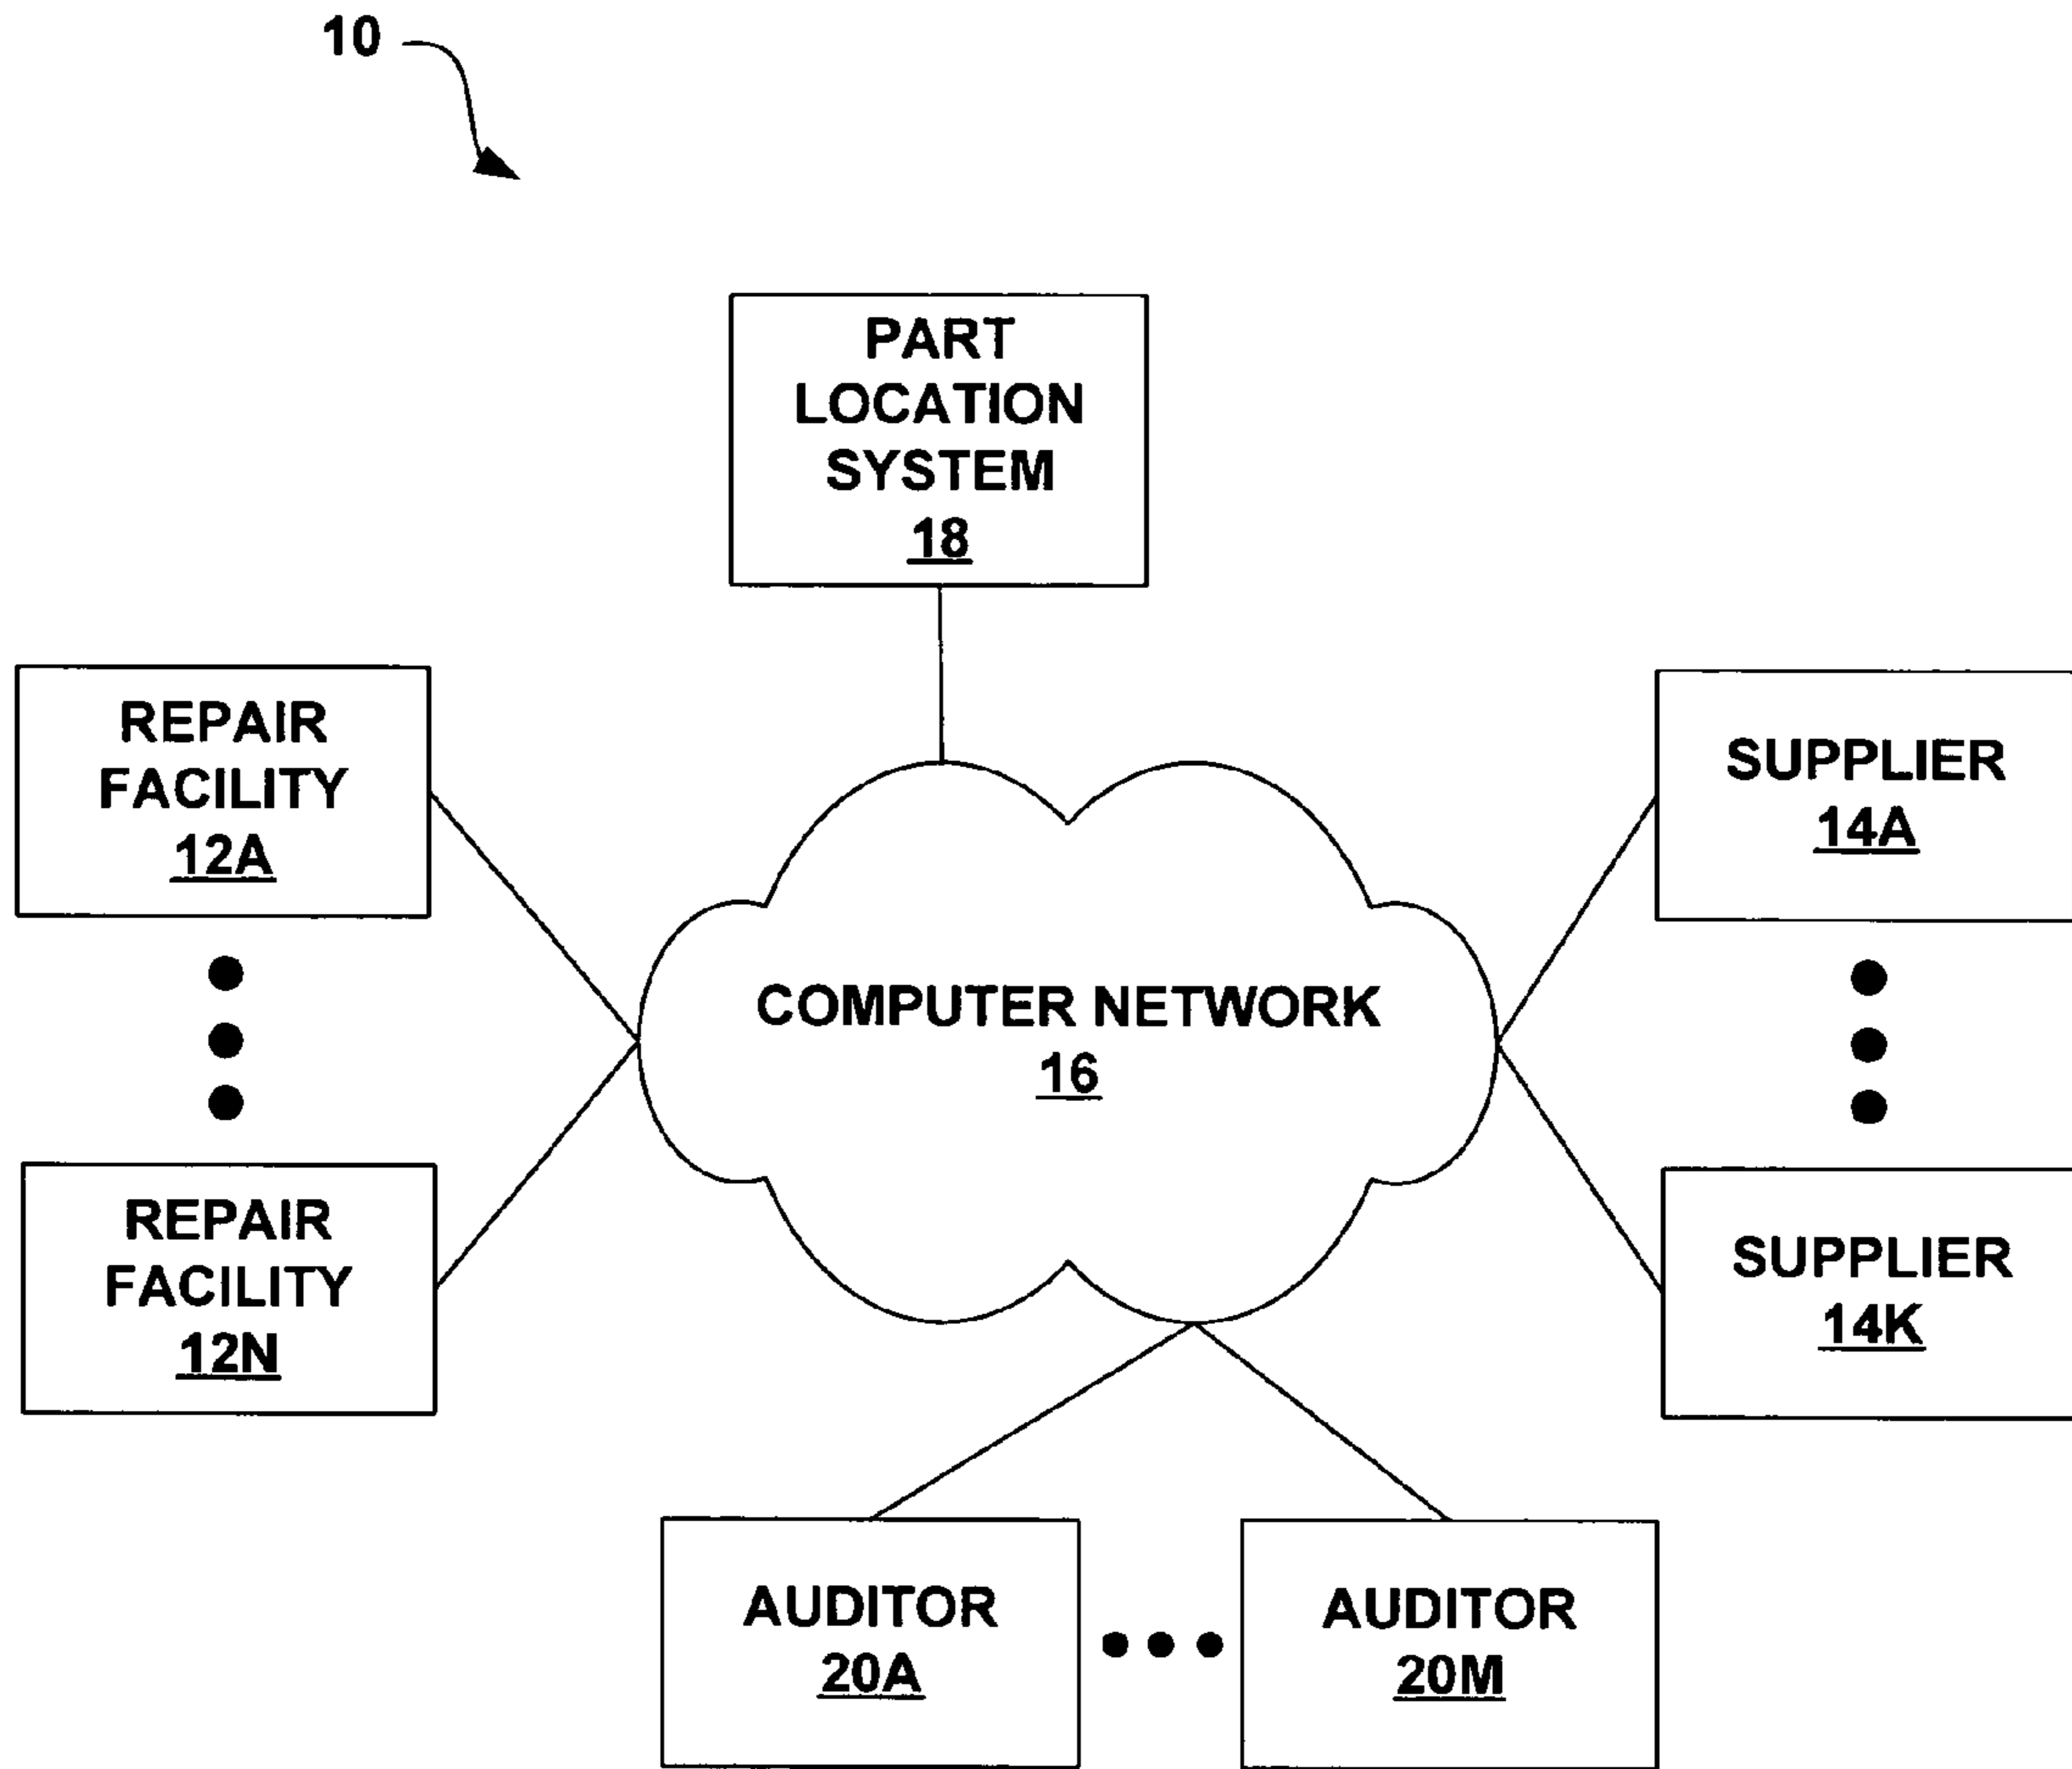 10
PART
LOCATION
SYSTEM
18
REPAIR
FACILITY
12A
SUPPLIER
14A
COMPUTER NETWORK
16
REPAIR
FACILITY
12N
SUPPLIER
14K
AUDITOR
20A
AUDITOR
20M